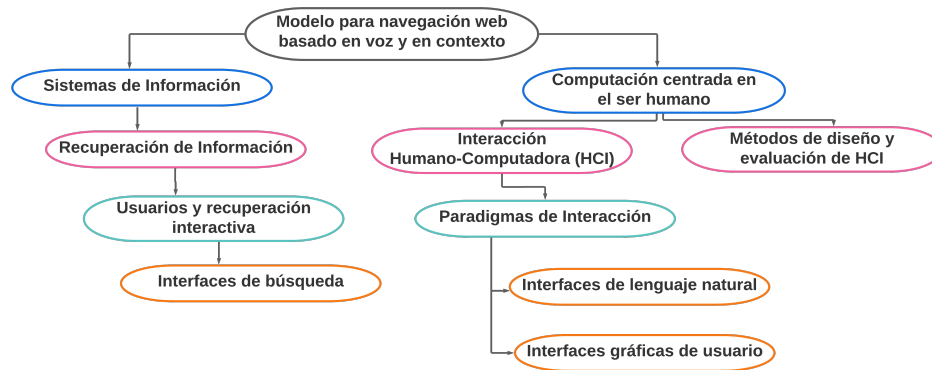 Modelo para navegación web
basado en voz y en contexto
Sistemas de Información
Computación centrada en
el ser humano
Recuperación de Información
Interacción
Humano-Computadora (HCI)
Métodos de diseño y
evaluación de HCI
Usuarios y recuperación
interactiva
Paradigmas de Interacción
Interfaces de búsqueda
Interfaces de lenguaje natural
Interfaces gráficas de usuario